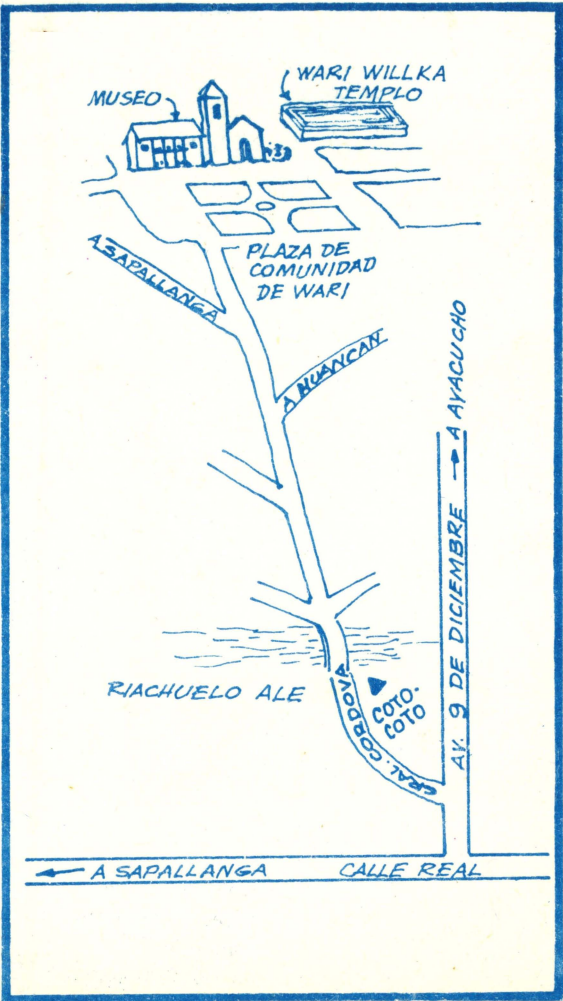 WARI WILLKA
TEMPLO
MUSEO
PLAZA DE
COMUNIDAD
DE WARI
A SAPALLANGA
A HUANCAN
AV. 9 DE DICIEMBRE → A AYACUCHO
RIACHUELO ALE
COTO-
COTO
GRAL. CORDOVA
← A SAPALLANGA
CALLE REAL